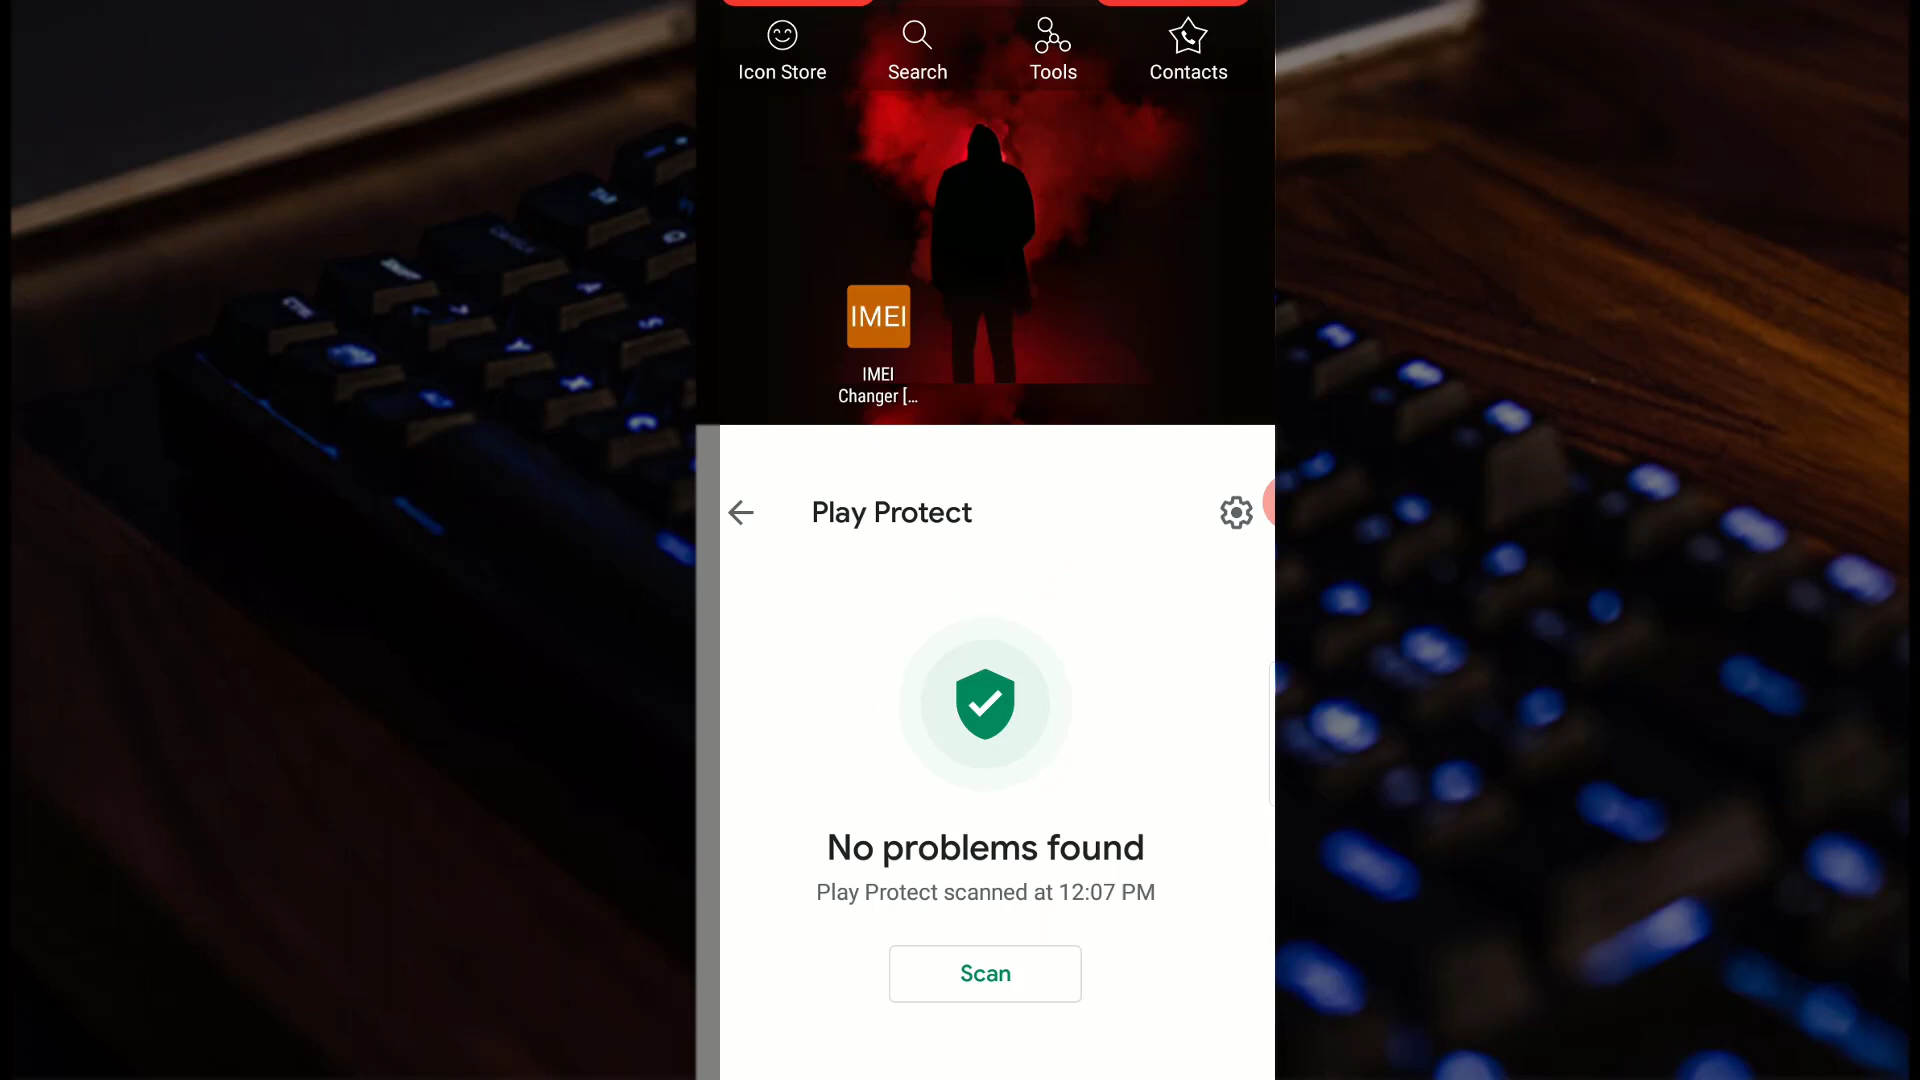 Icon Store
Search
Tools
Contacts
IMEI
IMEI
Changer [...
Play Protect
No problems found
Play Protect scanned at 12:07 PM
Scan